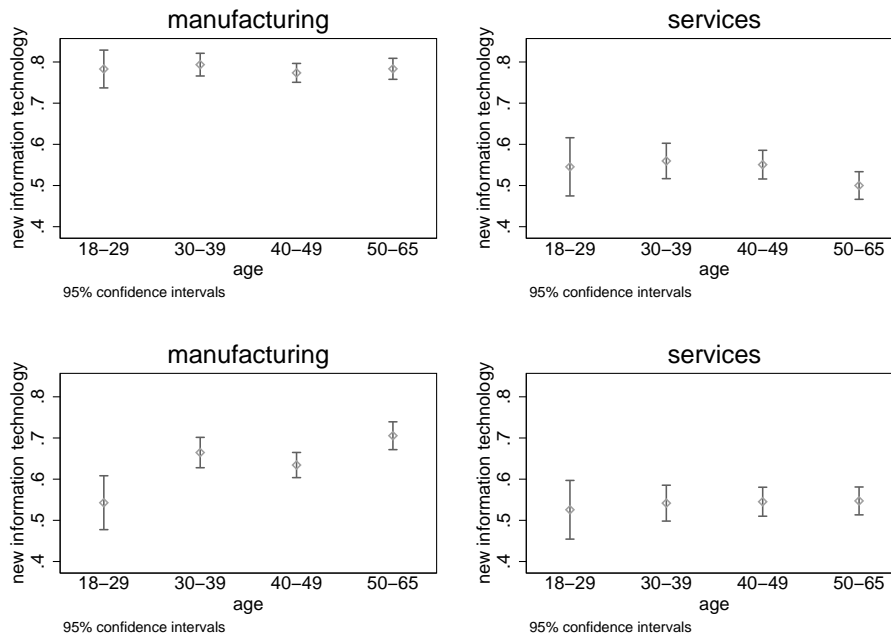 manufacturing
new information technology
.8
.7
.6
.5
.4
18–29 30–39 40–49 50–65
age
95% confidence intervals
services
new information technology
.8
.7
.6
.5
.4
18–29 30–39 40–49 50–65
age
95% confidence intervals
manufacturing
new information technology
.8
.7
.6
.5
.4
18–29 30–39 40–49 50–65
age
95% confidence intervals
services
new information technology
.8
.7
.6
.5
.4
18–29 30–39 40–49 50–65
age
95% confidence intervals